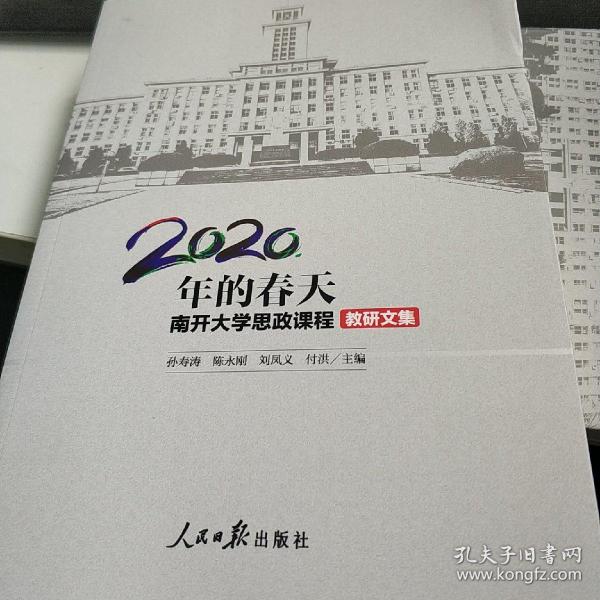 2020
年的春天
南开大学思政课程 教研文集
孙寿涛 陈永刚 刘凤义 付洪/主编
人民日报出版社
孔夫子旧书网
www.kongfz.com